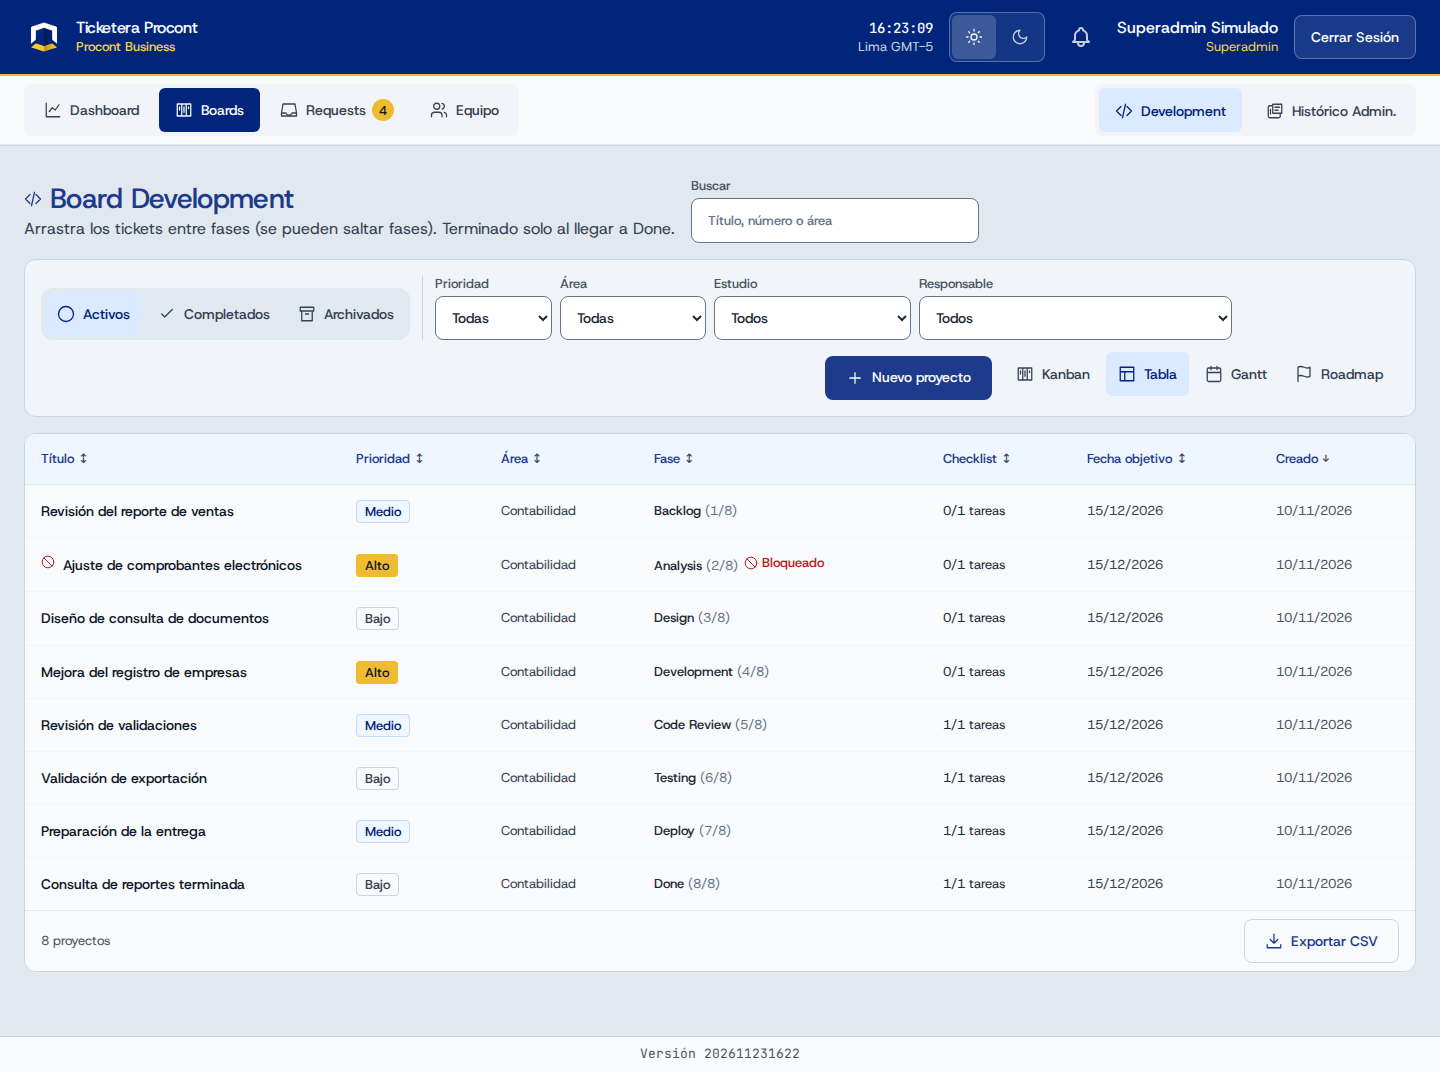 Ticketera Procont
Procont Business
16:23:09
Lima GMT-5
Superadmin Simulado
Superadmin
Cerrar Sesión
Dashboard
Boards
Requests 4
Equipo
Development
Histórico Admin.
Board Development
Arrastra los tickets entre fases (se pueden saltar fases). Terminado solo al llegar a Done.
Buscar
Título, número o área
Activos
Completados
Archivados
Prioridad
Todas
Área
Todas
Estudio
Todos
Responsable
Todos
Nuevo proyecto
Kanban
Tabla
Gantt
Roadmap
Título ↕ Prioridad ↕ Área ↕ Fase ↕ Checklist ↕ Fecha objetivo ↕ Creado ↓
Revisión del reporte de ventas Medio Contabilidad Backlog (1/8) 0/1 tareas 15/12/2026 10/11/2026
Ajuste de comprobantes electrónicos Alto Contabilidad Analysis (2/8) Bloqueado 0/1 tareas 15/12/2026 10/11/2026
Diseño de consulta de documentos Bajo Contabilidad Design (3/8) 0/1 tareas 15/12/2026 10/11/2026
Mejora del registro de empresas Alto Contabilidad Development (4/8) 0/1 tareas 15/12/2026 10/11/2026
Revisión de validaciones Medio Contabilidad Code Review (5/8) 1/1 tareas 15/12/2026 10/11/2026
Validación de exportación Bajo Contabilidad Testing (6/8) 1/1 tareas 15/12/2026 10/11/2026
Preparación de la entrega Medio Contabilidad Deploy (7/8) 1/1 tareas 15/12/2026 10/11/2026
Consulta de reportes terminada Bajo Contabilidad Done (8/8) 1/1 tareas 15/12/2026 10/11/2026
8 proyectos
Exportar CSV
Versión 202611231622